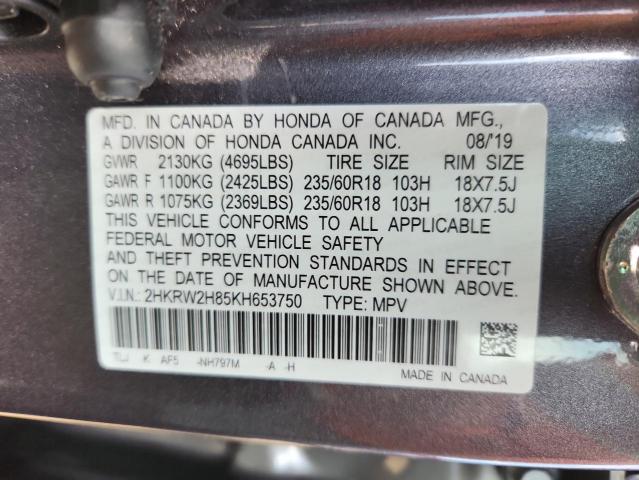 MFD. IN CANADA BY HONDA OF CANADA MFG.,
A DIVISION OF HONDA CANADA INC. 08/'19
GVWR 2130KG (4695LBS) TIRE SIZE RIM SIZE
GAWR F 1100KG (2425LBS) 235/60R18 103H 18X7.5J
GAWR R 1075KG (2369LBS) 235/60R18 103H 18X7.5J
THIS VEHICLE CONFORMS TO ALL APPLICABLE
FEDERAL MOTOR VEHICLE SAFETY
AND THEFT PREVENTION STANDARDS IN EFFECT
ON THE DATE OF MANUFACTURE SHOWN ABOVE.
V.I.N.: 2HKRW2H85KH653750 TYPE: MPV
TLJ K AF5 -NH797M -A -H
MADE IN CANADA